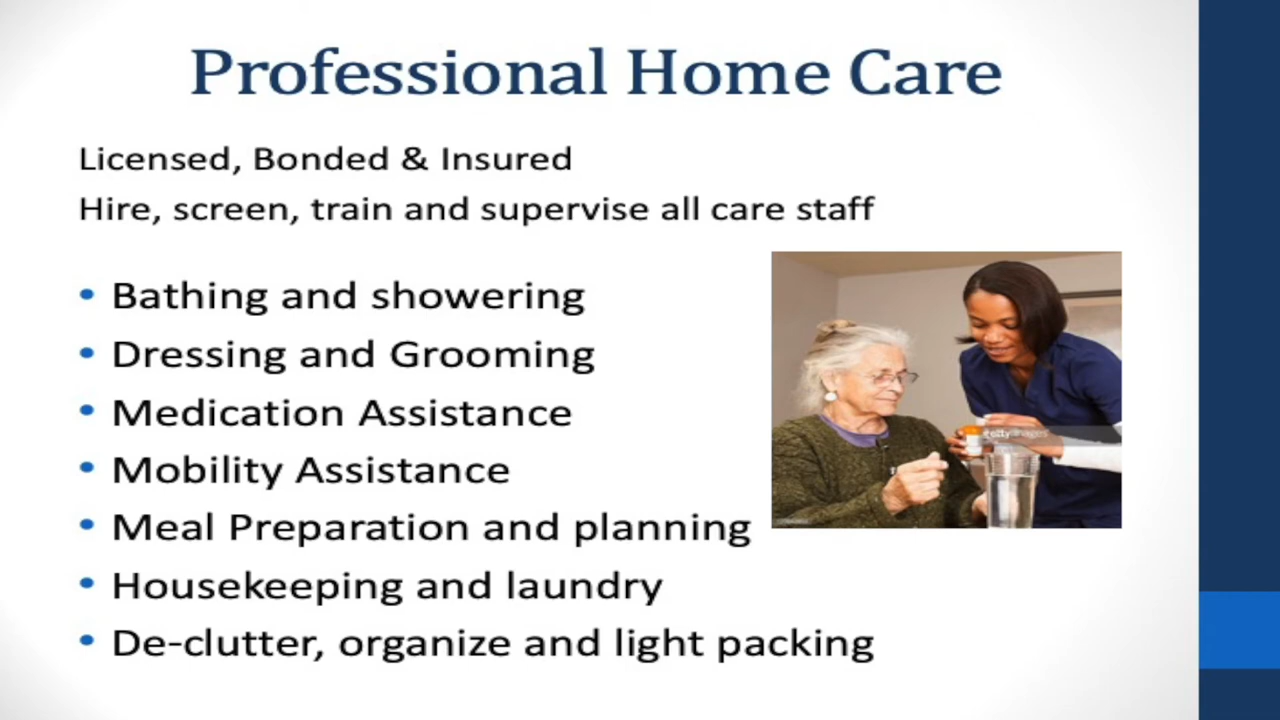 Professional Home Care
Licensed, Bonded & Insured
Hire, screen, train and supervise all care staff
• Bathing and showering
• Dressing and Grooming
• Medication Assistance
• Mobility Assistance
• Meal Preparation and planning
• Housekeeping and laundry
• De-clutter, organize and light packing
gettyimages